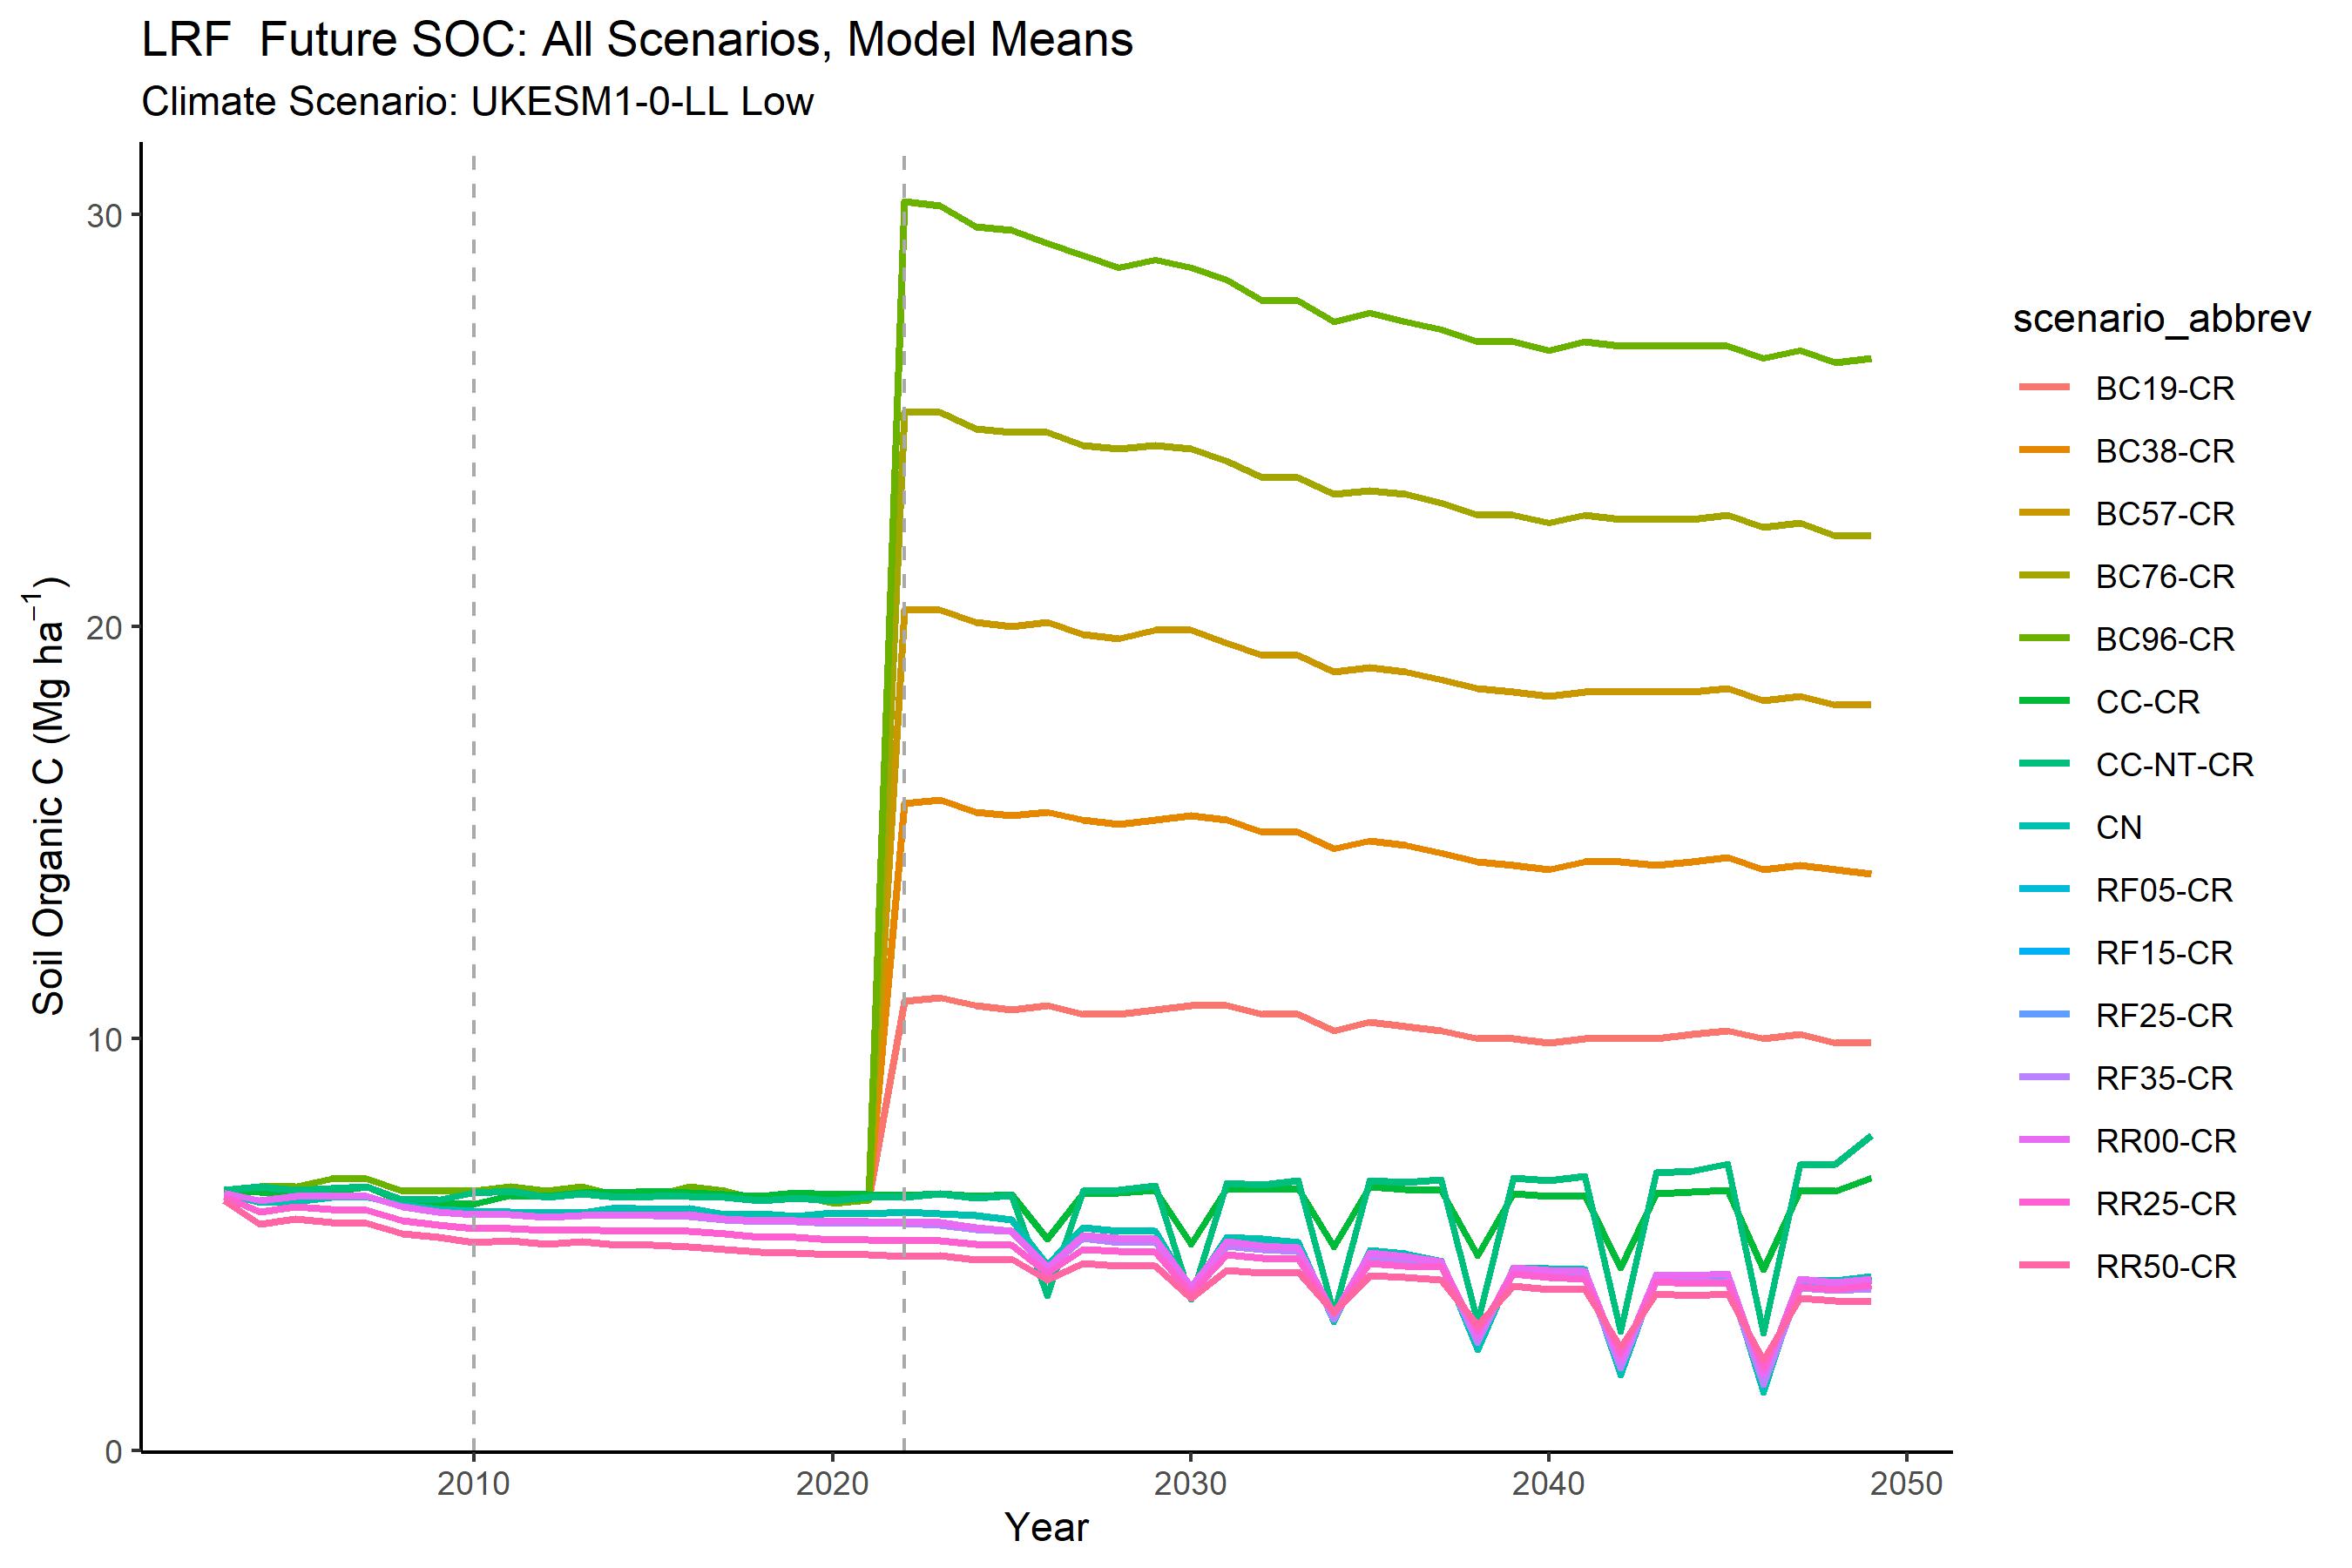 LRF  Future SOC: All Scenarios, Model Means
Climate Scenario: UKESM1-0-LL Low
Soil Organic C (Mg ha⁻¹)
30
20
10
0
2010
2020
2030
2040
2050
Year
scenario_abbrev
BC19-CR
BC38-CR
BC57-CR
BC76-CR
BC96-CR
CC-CR
CC-NT-CR
CN
RF05-CR
RF15-CR
RF25-CR
RF35-CR
RR00-CR
RR25-CR
RR50-CR